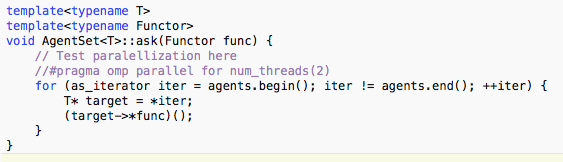 template<typename T>
template<typename Functor>
void AgentSet<T>::ask(Functor func) {
    // Test paralellization here
    //#pragma omp parallel for num_threads(2)
    for (as_iterator iter = agents.begin(); iter != agents.end(); ++iter) {
        T* target = *iter;
        (target->*func)();
    }
}